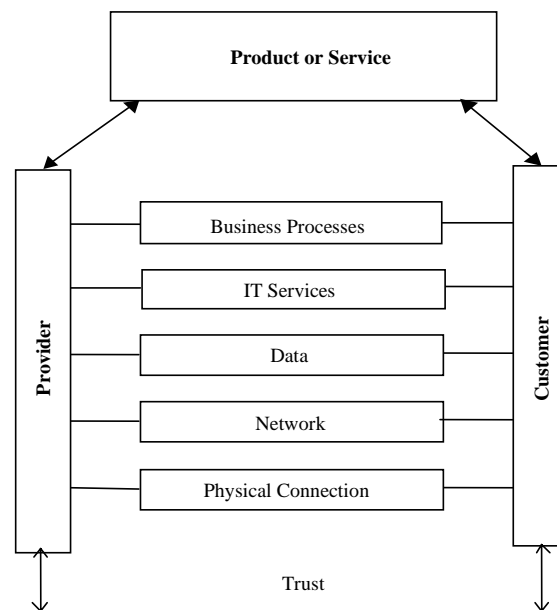 Product or Service
Provider
Business Processes
IT Services
Data
Network
Physical Connection
Customer
Trust